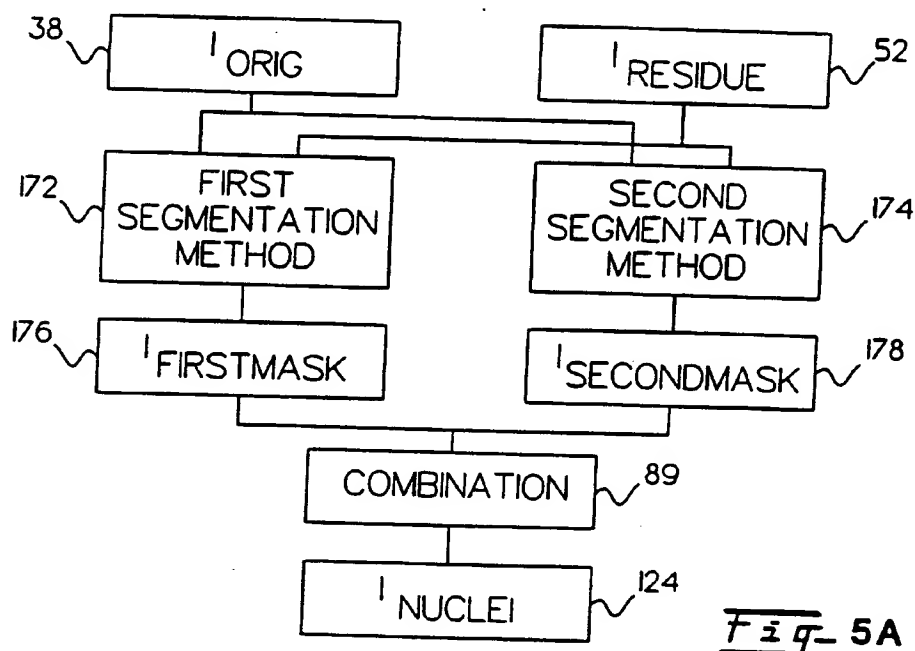 38
I ORIG
I RESIDUE
52
172
FIRST
SEGMENTATION
METHOD
SECOND
SEGMENTATION
METHOD
174
176
I FIRSTMASK
I SECONDMASK
178
COMBINATION
89
I NUCLEI
124
Fig- 5A